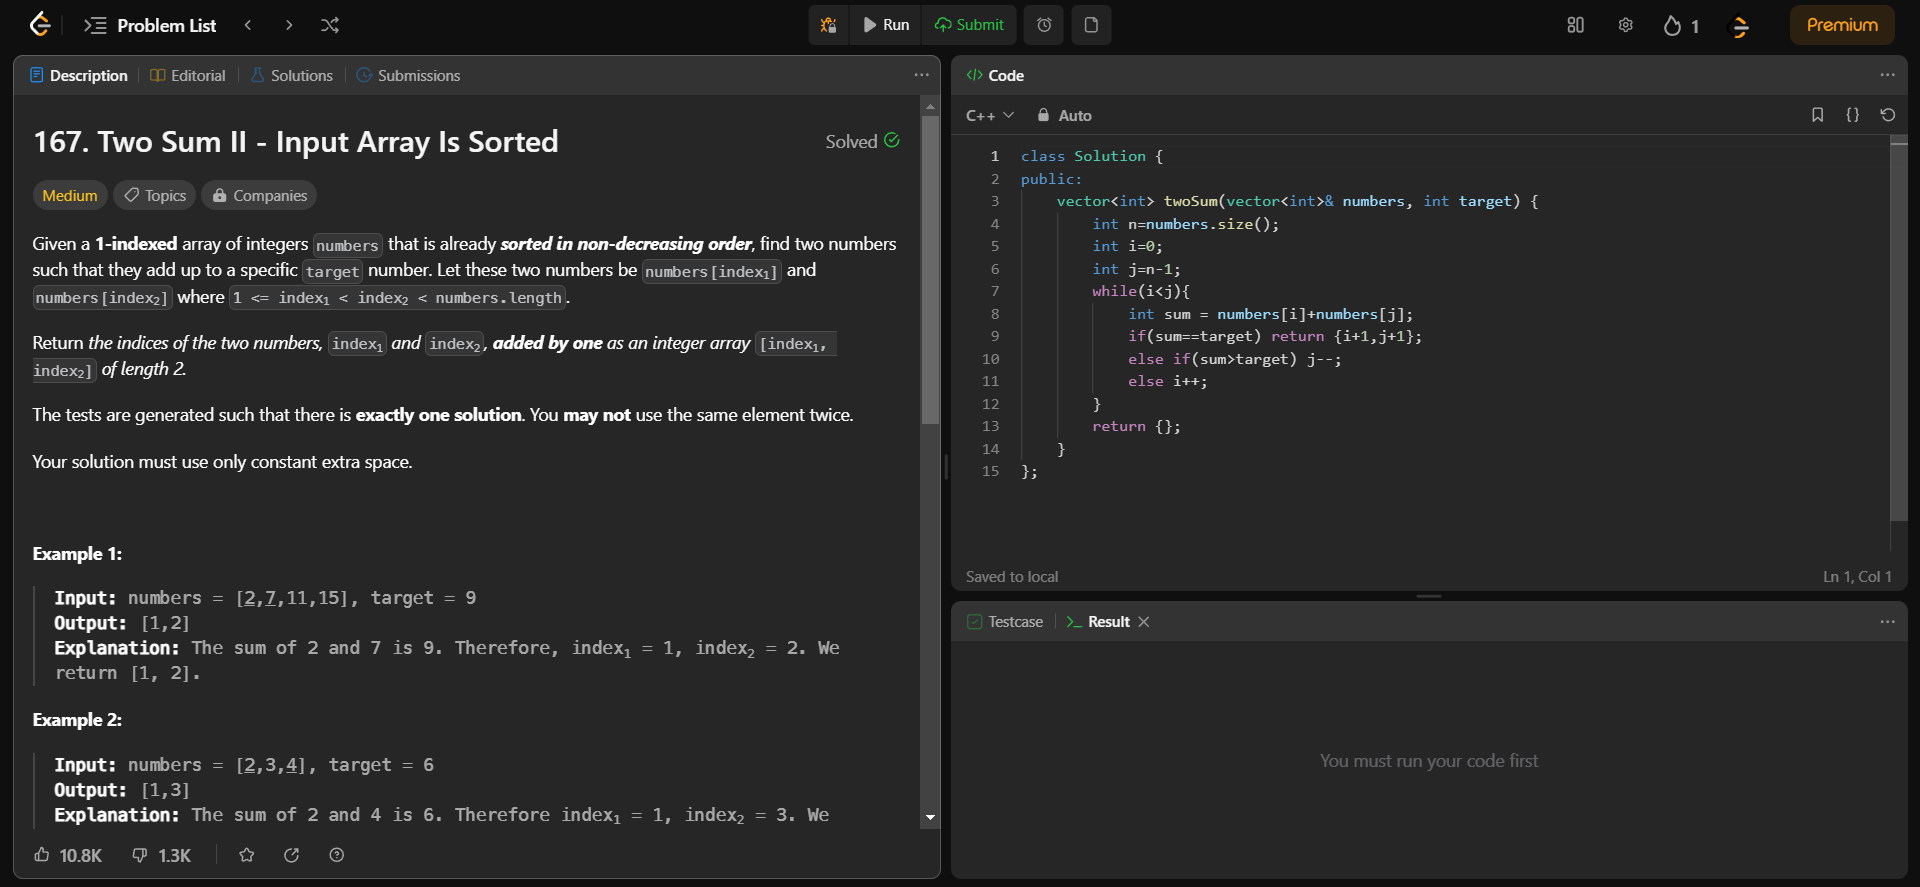 Problem List
Run
Submit
1
Premium
Description
Editorial
Solutions
Submissions
167. Two Sum II - Input Array Is Sorted
Solved
Medium
Topics
Companies
Given a 1-indexed array of integers numbers that is already sorted in non-decreasing order, find two numbers
such that they add up to a specific target number. Let these two numbers be numbers[index₁] and
numbers[index₂] where 1 <= index₁ < index₂ < numbers.length.
Return the indices of the two numbers, index₁ and index₂, added by one as an integer array [index₁,
index₂] of length 2.
The tests are generated such that there is exactly one solution. You may not use the same element twice.
Your solution must use only constant extra space.
Example 1:
Input: numbers = [2,7,11,15], target = 9
Output: [1,2]
Explanation: The sum of 2 and 7 is 9. Therefore, index₁ = 1, index₂ = 2. We
return [1, 2].
Example 2:
Input: numbers = [2,3,4], target = 6
Output: [1,3]
Explanation: The sum of 2 and 4 is 6. Therefore index₁ = 1, index₂ = 3. We
10.8K
1.3K
</> Code
C++
Auto
{}
1 class Solution {
2 public:
3 vector<int> twoSum(vector<int>& numbers, int target) {
4 int n=numbers.size();
5 int i=0;
6 int j=n-1;
7 while(i<j){
8 int sum = numbers[i]+numbers[j];
9 if(sum==target) return {i+1,j+1};
10 else if(sum>target) j--;
11 else i++;
12 }
13 return {};
14 }
15 };
Saved to local
Ln 1, Col 1
Testcase
>_ Result
You must run your code first